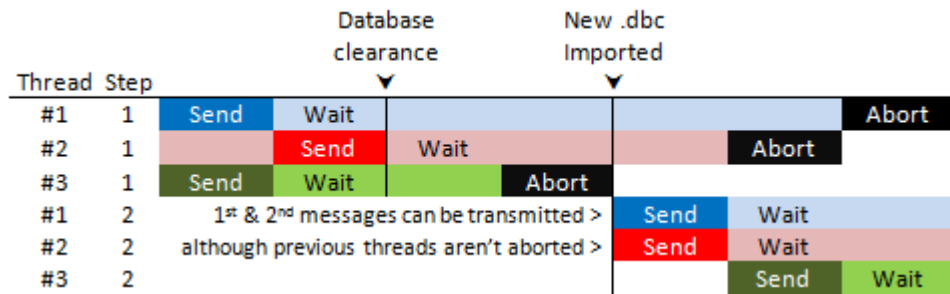 Database New .dbc
clearance Imported
Thread Step
#1 1 Send Wait Abort
#2 1 Send Wait Abort
#3 1 Send Wait Abort
#1 2 1st & 2nd messages can be transmitted > Send Wait
#2 2 although previous threads aren't aborted > Send Wait
#3 2 Send Wait